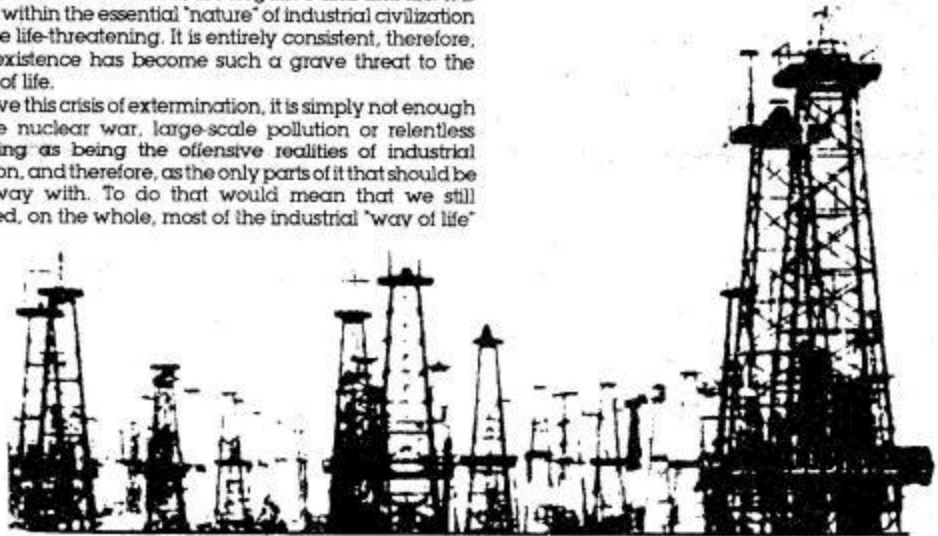 within the essential "nature" of industrial civilization
e life-threatening. It is entirely consistent, therefore,
existence has become such a grave threat to the
of life.
ve this crisis of extermination, it is simply not enough
e nuclear war, large-scale pollution or relentless
ing as being the offensive realities of industrial
on, and therefore, as the only parts of it that should be
way with. To do that would mean that we still
ed, on the whole, most of the industrial "way of life"